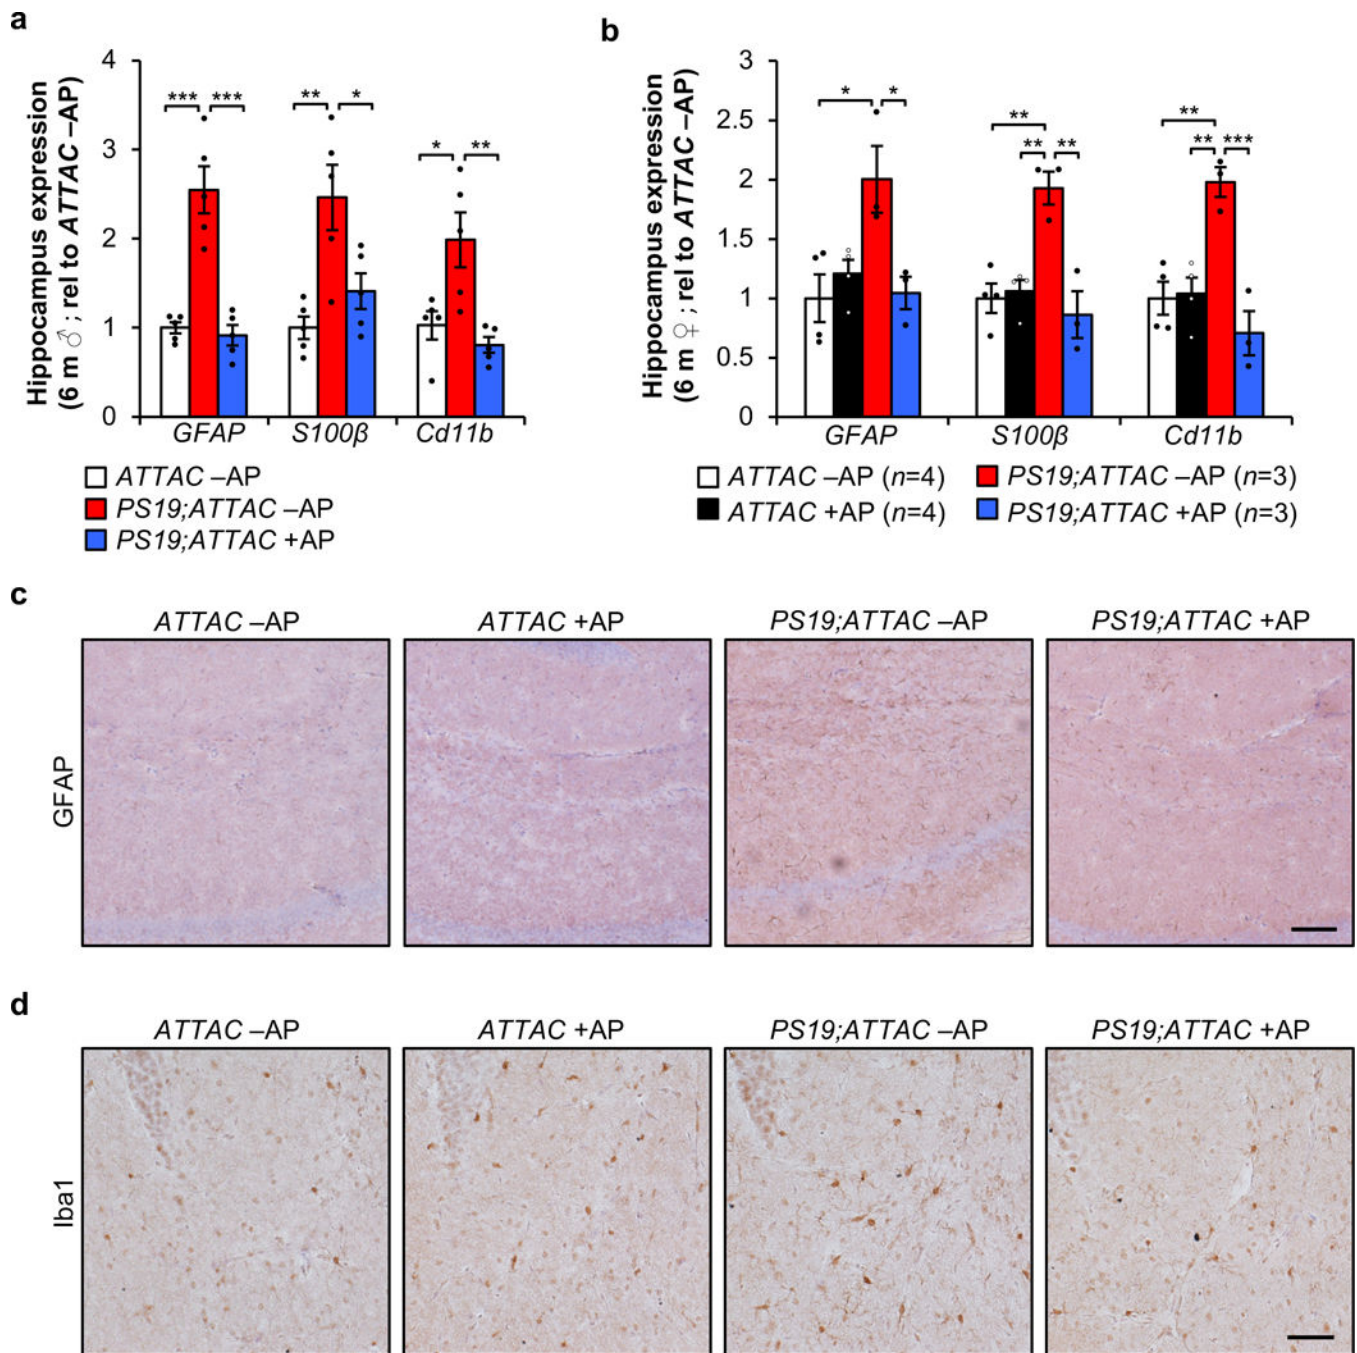 a
Hippocampus expression
(6 m ♂; rel to ATTAC –AP)
4
3
2
1
0
*** ***
** *
* **
GFAP S100β Cd11b
ATTAC –AP
PS19;ATTAC –AP
PS19;ATTAC +AP
b
Hippocampus expression
(6 m ♀; rel to ATTAC –AP)
3
2.5
2
1.5
1
0.5
0
* *
**
** **
**
** ***
GFAP S100β Cd11b
ATTAC –AP (n=4)
ATTAC +AP (n=4)
PS19;ATTAC –AP (n=3)
PS19;ATTAC +AP (n=3)
c
ATTAC –AP ATTAC +AP PS19;ATTAC –AP PS19;ATTAC +AP
GFAP
d
ATTAC –AP ATTAC +AP PS19;ATTAC –AP PS19;ATTAC +AP
Iba1